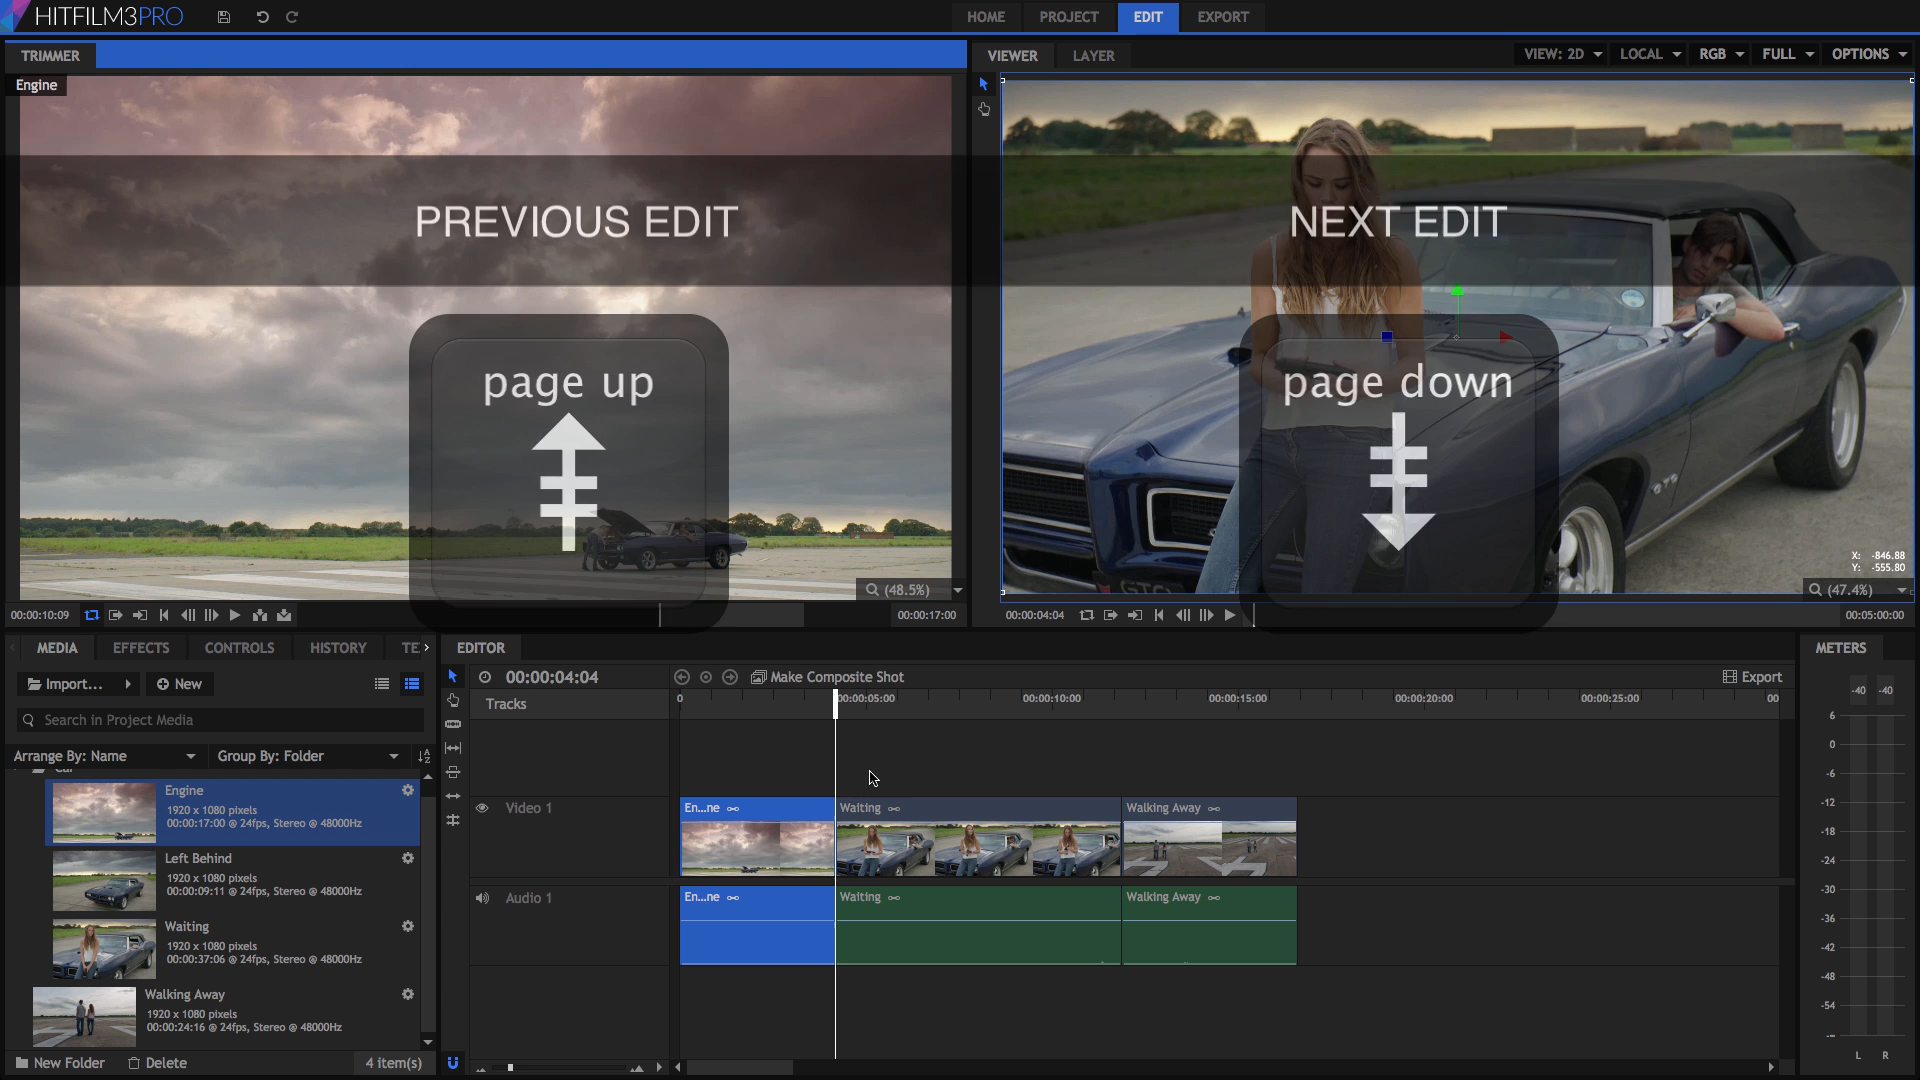 HITFILM3PRO
HOME PROJECT EDIT EXPORT
TRIMMER
Engine
VIEWER LAYER
VIEW: 2D LOCAL RGB FULL OPTIONS
PREVIOUS EDIT
NEXT EDIT
page up
page down
GTO
X: -846.88
Y: -555.80
(48.5%)
(47.4%)
00:00:10:09
00:00:17:00
00:00:04:04
00:05:00:00
MEDIA EFFECTS CONTROLS HISTORY TE
Import... New
Search in Project Media
Arrange By: Name Group By: Folder
Car
Engine
1920 x 1080 pixels
00:00:17:00 @ 24fps, Stereo @ 48000Hz
Left Behind
1920 x 1080 pixels
00:00:09:11 @ 24fps, Stereo @ 48000Hz
Waiting
1920 x 1080 pixels
00:00:37:06 @ 24fps, Stereo @ 48000Hz
Walking Away
1920 x 1080 pixels
00:00:24:16 @ 24fps, Stereo @ 48000Hz
New Folder Delete 4 item(s)
EDITOR
00:00:04:04
Make Composite Shot
Export
Tracks
0 00:00:05:00 00:00:10:00 00:00:15:00 00:00:20:00 00:00:25:00 00
Video 1
En...ne Waiting Walking Away
Audio 1
En...ne Waiting Walking Away
METERS
-40 -40
6
0
-6
-12
-18
-24
-30
-36
-42
-48
-54
L R